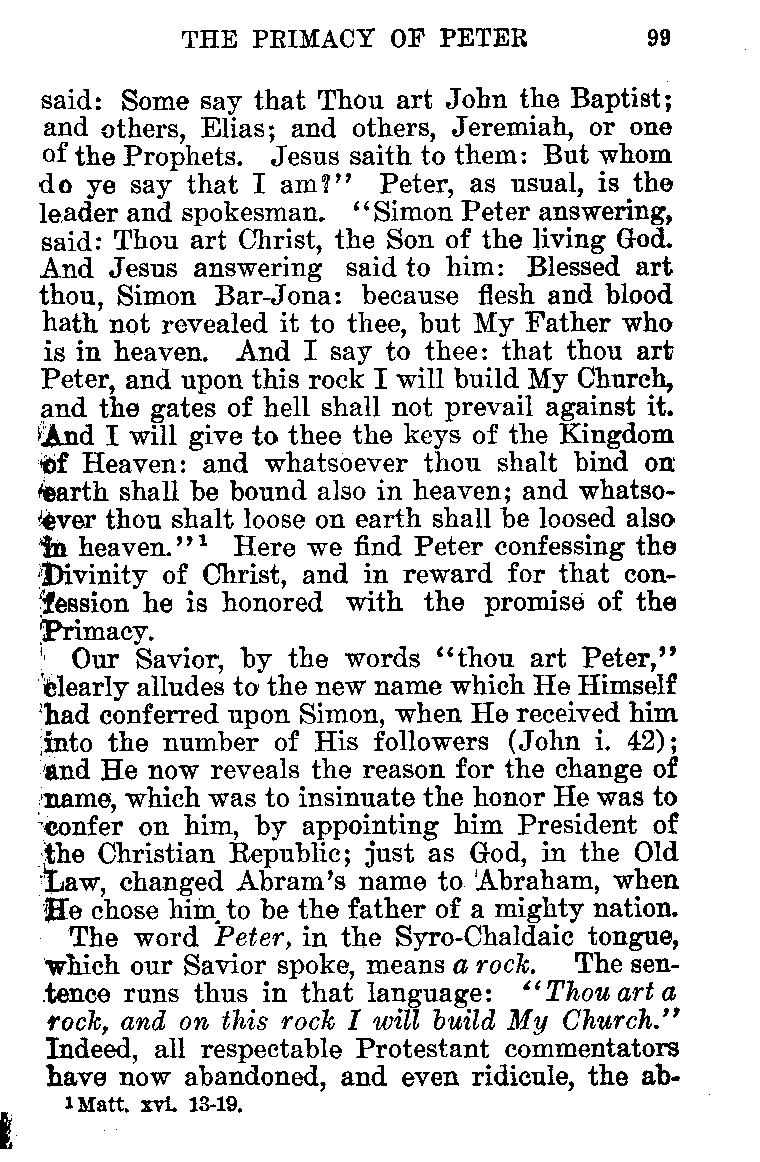 THE PRIMACY OF PETER 99
said: Some say that Thou art John the Baptist;
and others, Elias; and others, Jeremiah, or one
of the Prophets. Jesus saith to them: But whom
do ye say that I am?" Peter, as usual, is the
leader and spokesman. "Simon Peter answering,
said: Thou art Christ, the Son of the living God.
And Jesus answering said to him: Blessed art
thou, Simon Bar-Jona: because flesh and blood
hath not revealed it to thee, but My Father who
is in heaven. And I say to thee: that thou art
Peter, and upon this rock I will build My Church,
and the gates of hell shall not prevail against it.
And I will give to thee the keys of the Kingdom
of Heaven: and whatsoever thou shalt bind on
earth shall be bound also in heaven; and whatso-
ever thou shalt loose on earth shall be loosed also
in heaven."1 Here we find Peter confessing the
Divinity of Christ, and in reward for that con-
fession he is honored with the promise of the
Primacy.
Our Savior, by the words "thou art Peter,"
clearly alludes to the new name which He Himself
had conferred upon Simon, when He received him
into the number of His followers (John i. 42);
and He now reveals the reason for the change of
name, which was to insinuate the honor He was to
confer on him, by appointing him President of
the Christian Republic; just as God, in the Old
Law, changed Abram's name to Abraham, when
He chose him to be the father of a mighty nation.
The word Peter, in the Syro-Chaldaic tongue,
which our Savior spoke, means a rock. The sen-
tence runs thus in that language: "Thou art a
rock, and on this rock I will build My Church."
Indeed, all respectable Protestant commentators
have now abandoned, and even ridicule, the ab-
1 Matt. xvi. 13-19.